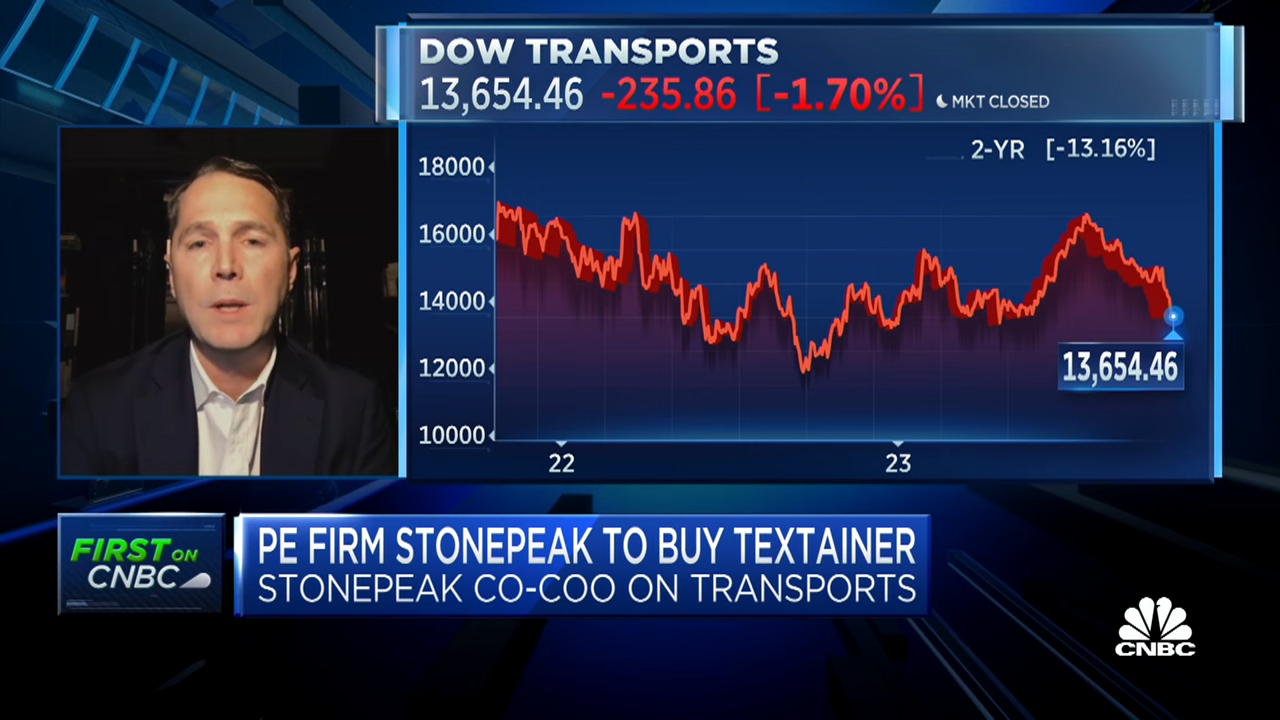 DOW TRANSPORTS
13,654.46 -235.86 [-1.70%] MKT CLOSED
2-YR [-13.16%]
18000
16000
14000
12000
10000
13,654.46
22 23
FIRST ON
CNBC
PE FIRM STONEPEAK TO BUY TEXTAINER
STONEPEAK CO-COO ON TRANSPORTS
CNBC